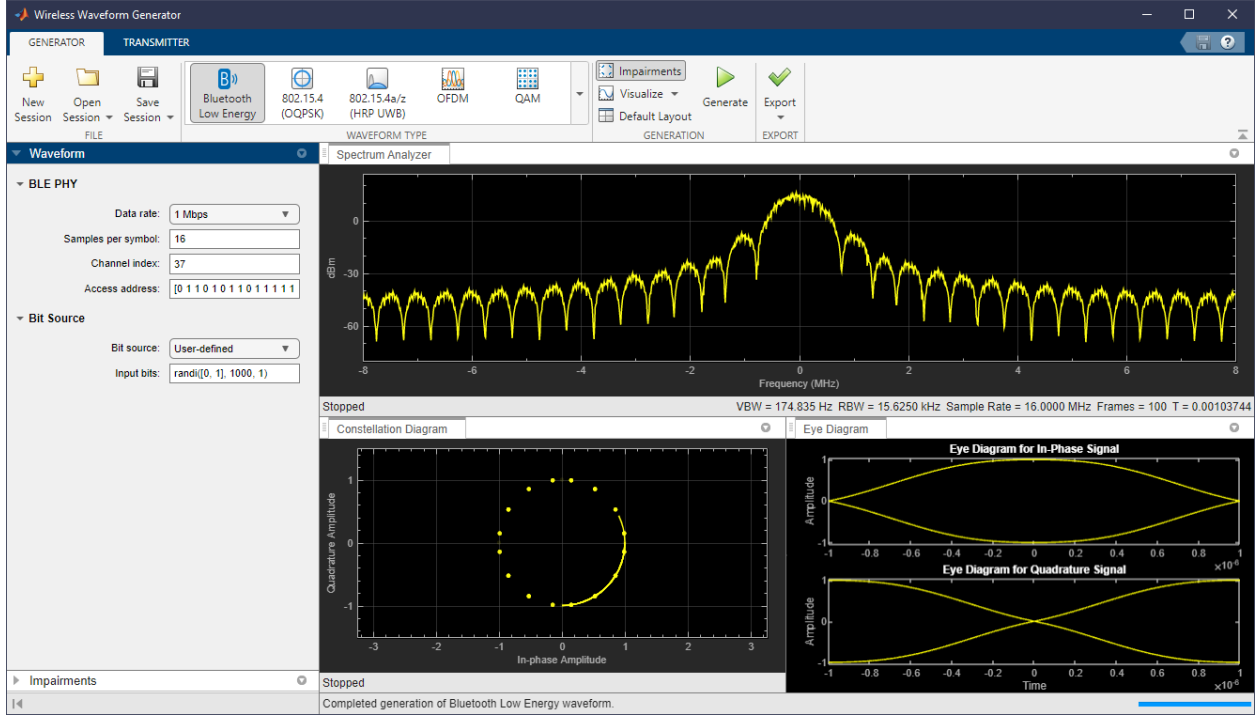 Wireless Waveform Generator
GENERATOR TRANSMITTER
?
New Session
Open Session
Save Session
FILE
Bluetooth Low Energy
802.15.4 (OQPSK)
802.15.4a/z (HRP UWB)
OFDM
QAM
WAVEFORM TYPE
Impairments
Visualize
Default Layout
Generate
GENERATION
Export
EXPORT
Waveform
BLE PHY
Data rate: 1 Mbps
Samples per symbol: 16
Channel index: 37
Access address: [0 1 1 0 1 0 1 1 0 1 1 1 1 1
Bit Source
Bit source: User-defined
Input bits: randi([0, 1], 1000, 1)
Impairments
Spectrum Analyzer
dBm
0
-30
-60
-8 -6 -4 -2 0 2 4 6 8
Frequency (MHz)
Stopped
VBW = 174.835 Hz RBW = 15.6250 kHz Sample Rate = 16.0000 MHz Frames = 100 T = 0.00103744
Constellation Diagram
Quadrature Amplitude
1
0
-1
-3 -2 -1 0 1 2 3
In-phase Amplitude
Stopped
Eye Diagram
Eye Diagram for In-Phase Signal
Amplitude
1
0
-1
-1 -0.8 -0.6 -0.4 -0.2 0 0.2 0.4 0.6 0.8 1
×10-6
Eye Diagram for Quadrature Signal
Amplitude
1
0
-1
-1 -0.8 -0.6 -0.4 -0.2 0 0.2 0.4 0.6 0.8 1
Time
×10-6
Completed generation of Bluetooth Low Energy waveform.